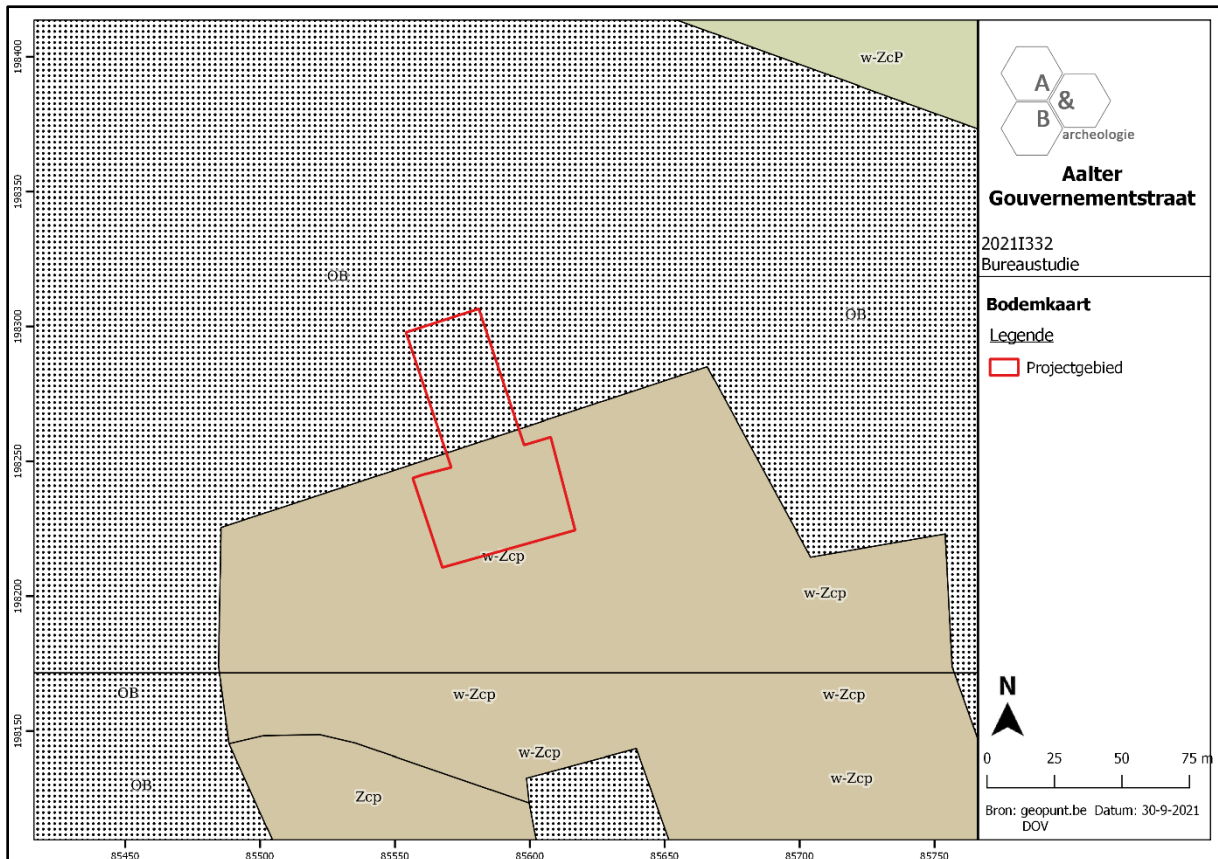 w-ZcP
OB
OB
w-Zcp
w-Zcp
OB
w-Zcp
w-Zcp
w-Zcp
w-Zcp
OB
Zcp
198400
198350
198300
198250
198200
198150
85450
85500
85550
85600
85650
85700
85750
A
&
B
archeologie
Aalter
Gouvernementstraat
2021I332
Bureaustudie
Bodemkaart
Legende
Projectgebied
N
0 25 50 75 m
Bron: geopunt.be Datum: 30-9-2021
DOV